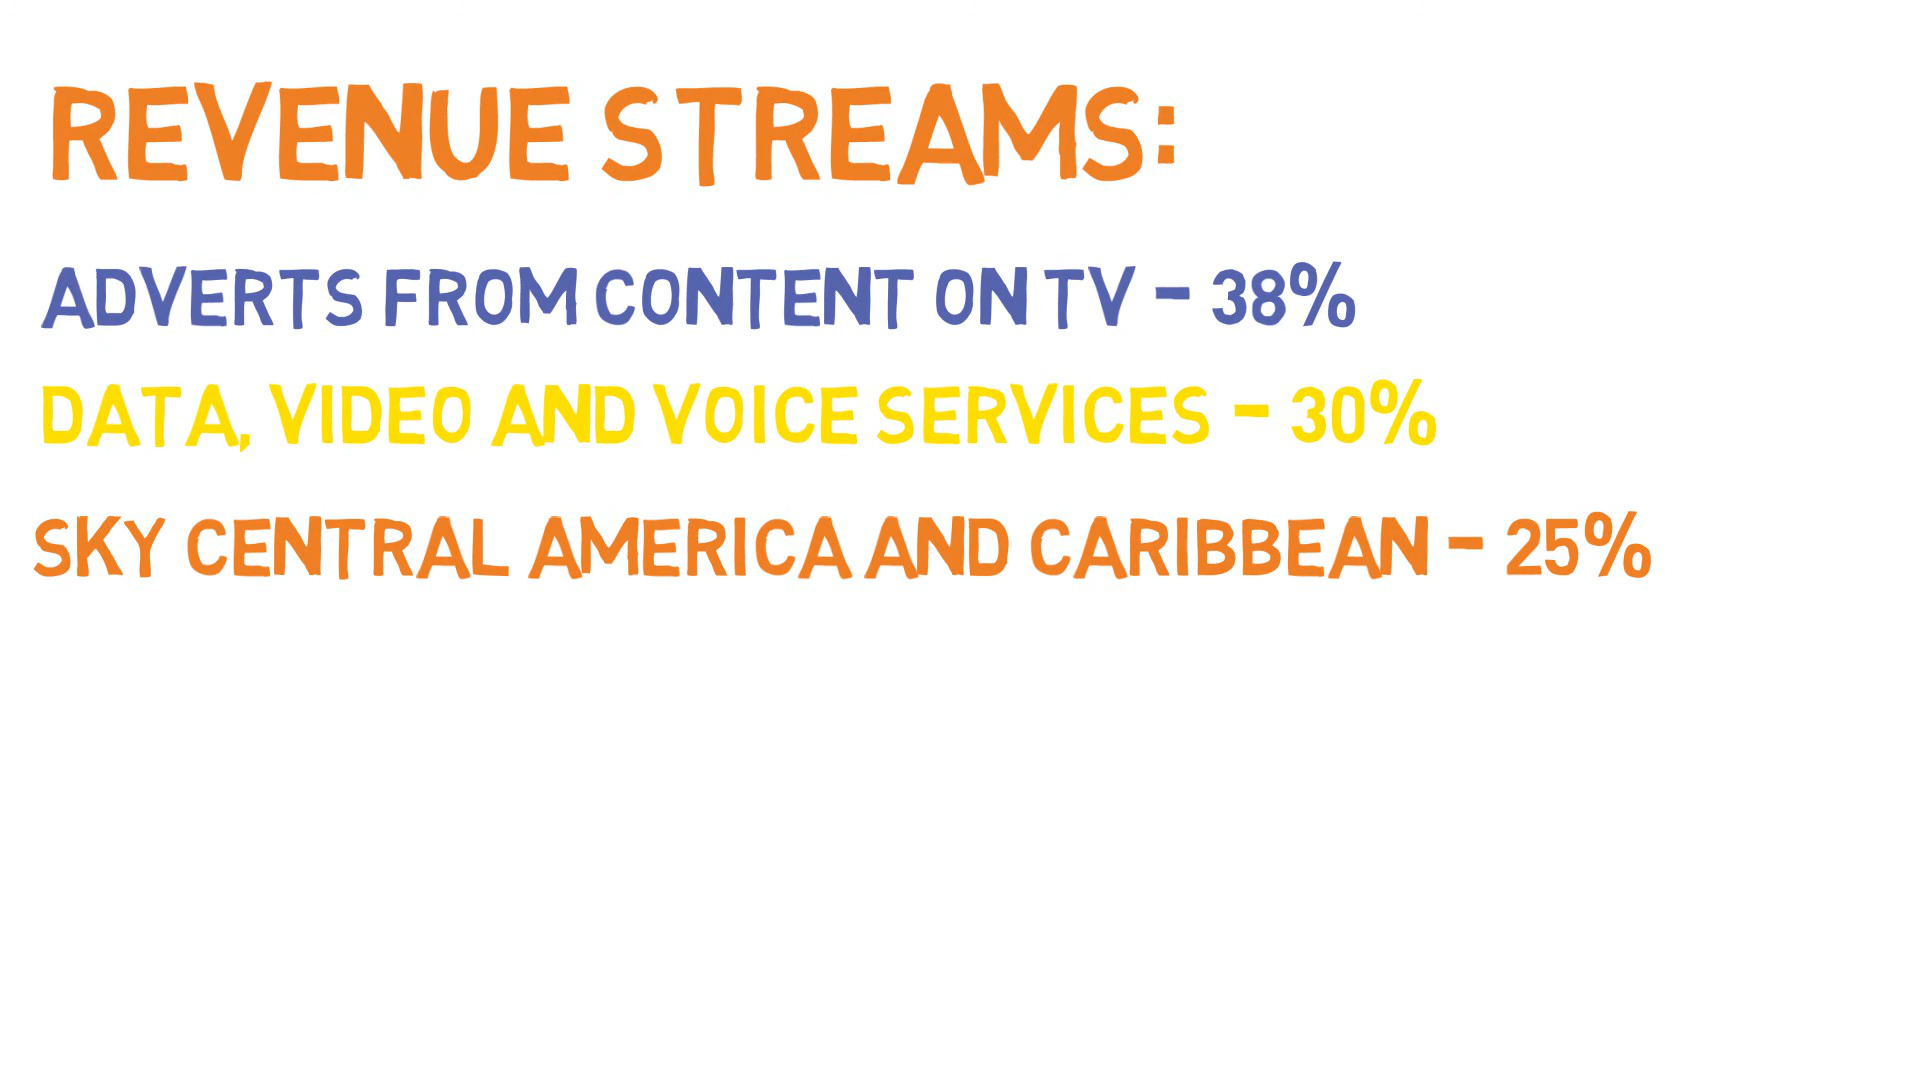 REVENUE STREAMS:
ADVERTS FROM CONTENT ON TV - 38%
DATA, VIDEO AND VOICE SERVICES - 30%
SKY CENTRAL AMERICA AND CARIBBEAN - 25%